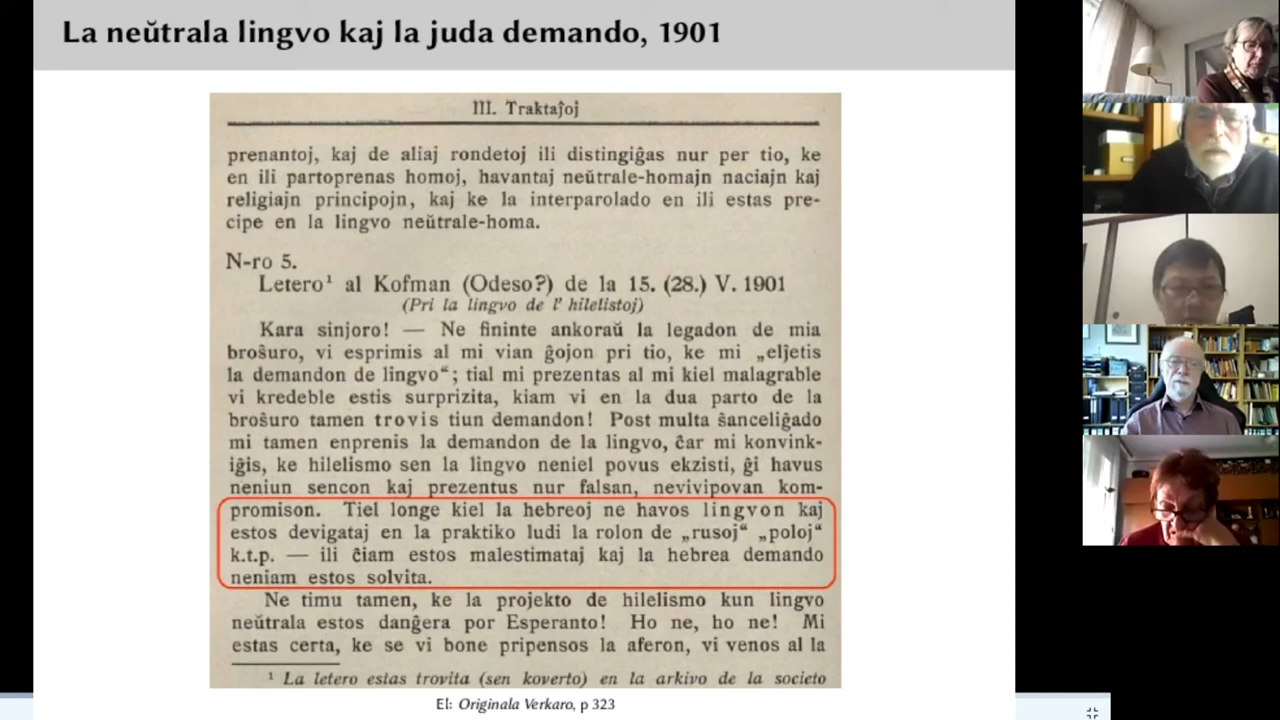 La neŭtrala lingvo kaj la juda demando, 1901
III. Traktaĵoj
prenantoj, kaj de aliaj rondetoj ili distingiĝas nur per tio, ke
en ili partoprenas homoj, havantaj neŭtrale-homajn naciajn kaj
religiajn principojn, kaj ke la interparolado en ili estas pre-
cipe en la lingvo neŭtrale-homa.
N-ro 5.
Letero¹ al Kofman (Odeso?) de la 15. (28.) V. 1901
(Pri la lingvo de l' hilelistoj)
Kara sinjoro! — Ne fininte ankoraŭ la legadon de mia
broŝuro, vi esprimis al mi vian ĝojon pri tio, ke mi „elĵetis
la demandon de lingvo“; tial mi prezentas al mi kiel malagrable
vi kredeble estis surprizita, kiam vi en la dua parto de la
broŝuro tamen trovis tiun demandon! Post multa ŝanceliĝado
mi tamen enprenis la demandon de la lingvo, ĉar mi konvink-
iĝis, ke hilelismo sen la lingvo neniel povus ekzisti, ĝi havus
neniun sencon kaj prezentus nur falsan, nevivipovan kom-
promison. Tiel longe kiel la hebreoj ne havos lingvon kaj
estos devigataj en la praktiko ludi la rolon de „rusoj“ „poloj“
k.t.p. — ili ĉiam estos malestimataj kaj la hebrea demando
neniam estos solvita.
Ne timu tamen, ke la projekto de hilelismo kun lingvo
neŭtrala estos danĝera por Esperanto! Ho ne, ho ne! Mi
estas certa, ke se vi bone pripensos la aferon, vi venos al la
¹ La letero estas trovita (sen koverto) en la arkivo de la societo
El: Originala Verkaro, p 323